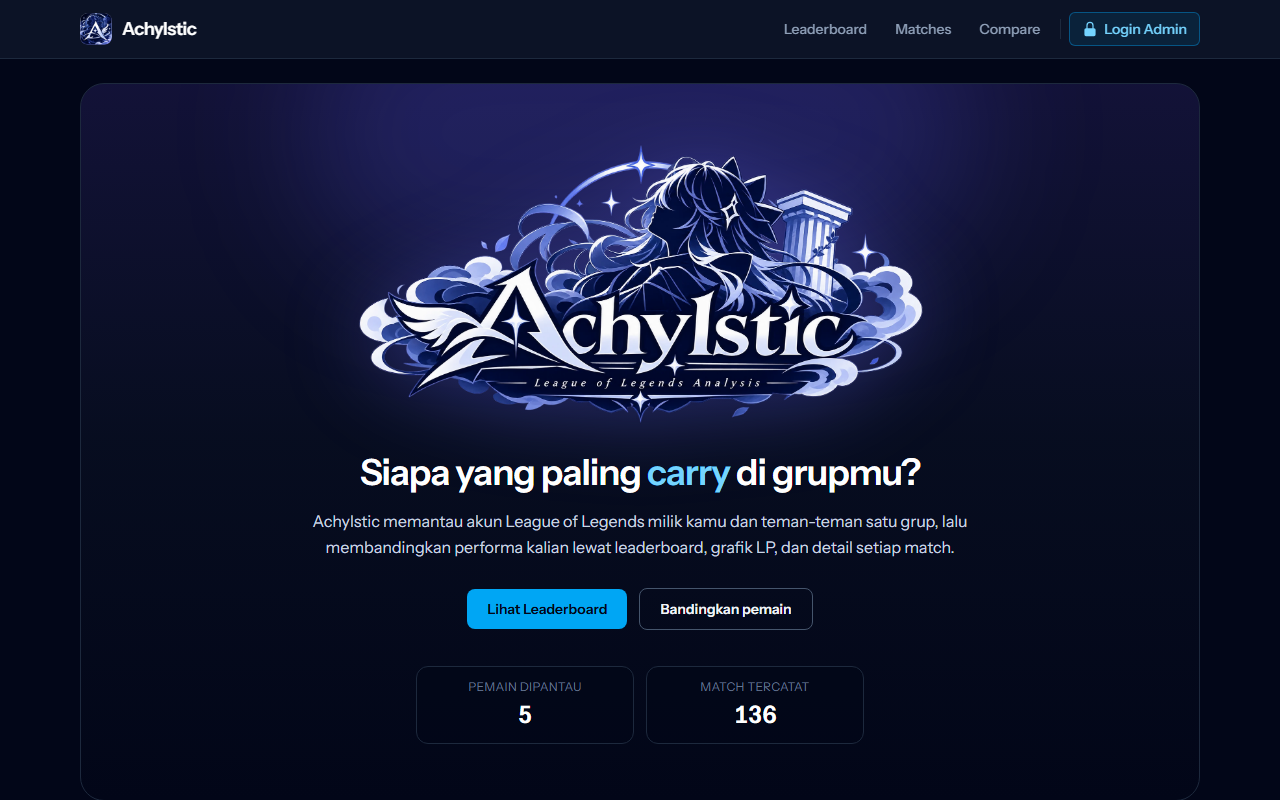 Achylstic
Leaderboard
Matches
Compare
Login Admin
Achylstic
League of Legends Analysis
Siapa yang paling carry di grupmu?
Achylstic memantau akun League of Legends milik kamu dan teman-teman satu grup, lalu
membandingkan performa kalian lewat leaderboard, grafik LP, dan detail setiap match.
Lihat Leaderboard
Bandingkan pemain
PEMAIN DIPANTAU
5
MATCH TERCATAT
136